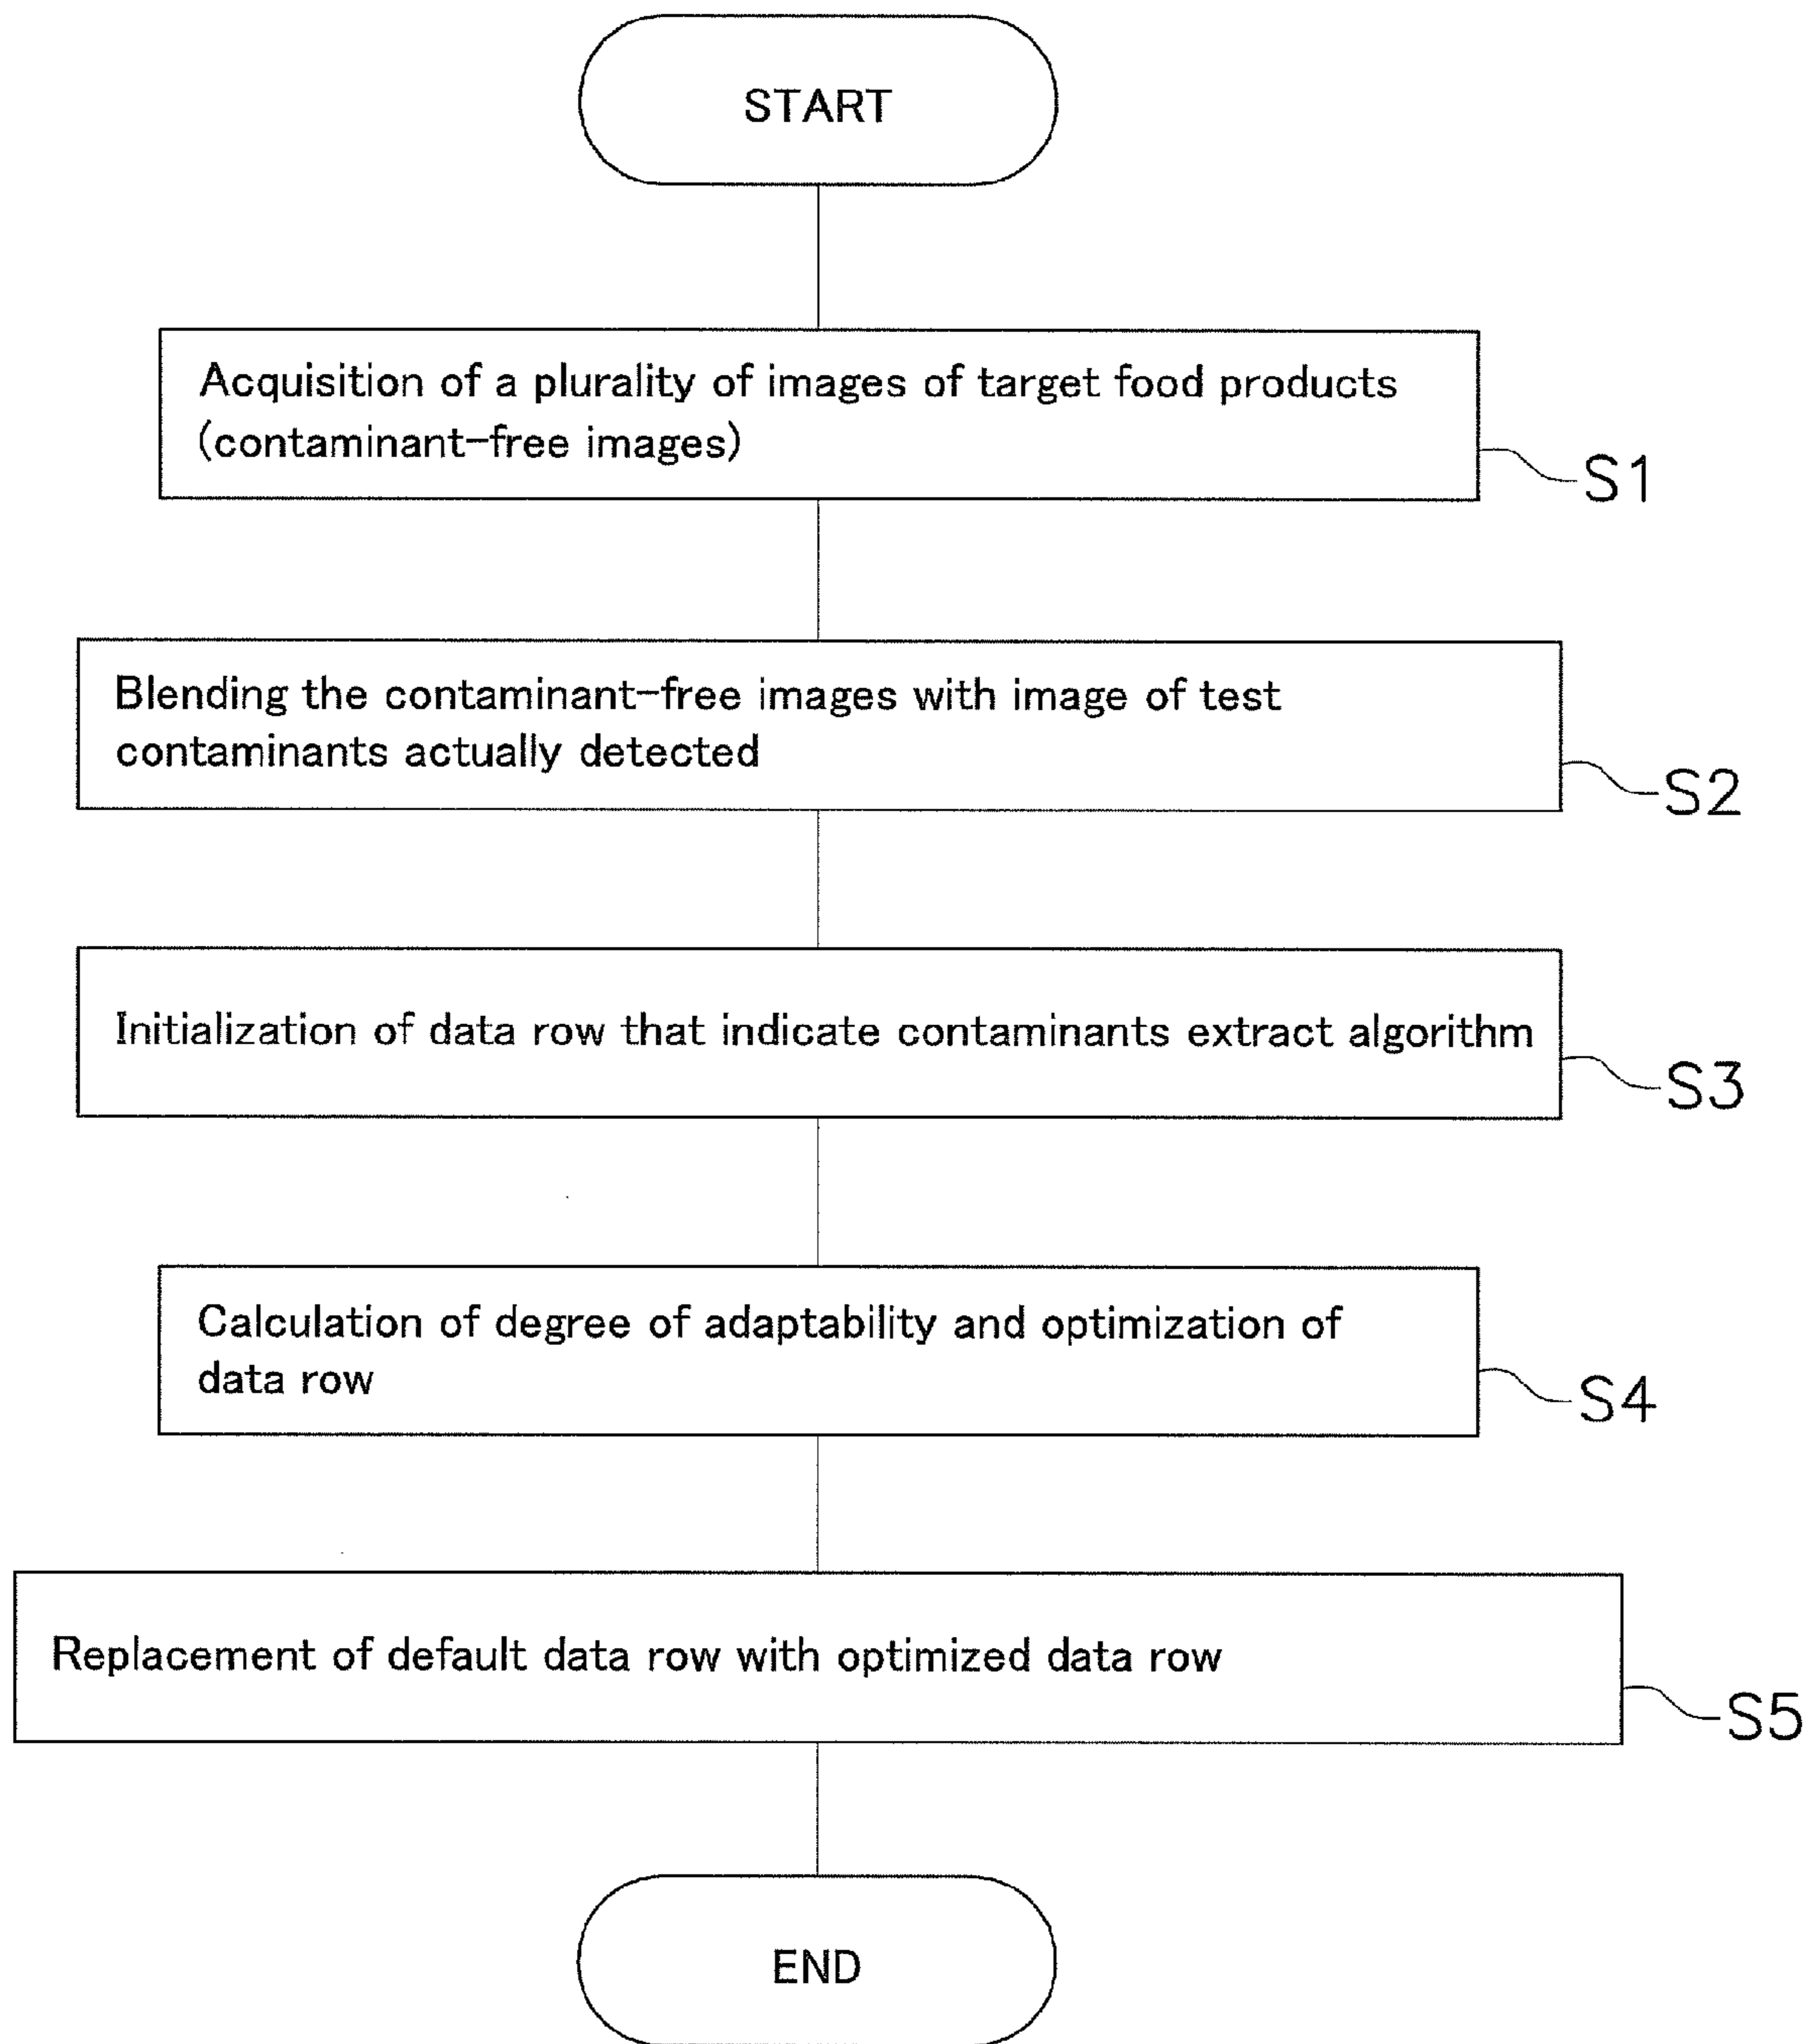 START
Acquisition of a plurality of images of target food products
(contaminant-free images)
S1
Blending the contaminant-free images with image of test
contaminants actually detected
S2
Initialization of data row that indicate contaminants extract algorithm
S3
Calculation of degree of adaptability and optimization of
data row
S4
Replacement of default data row with optimized data row
S5
END